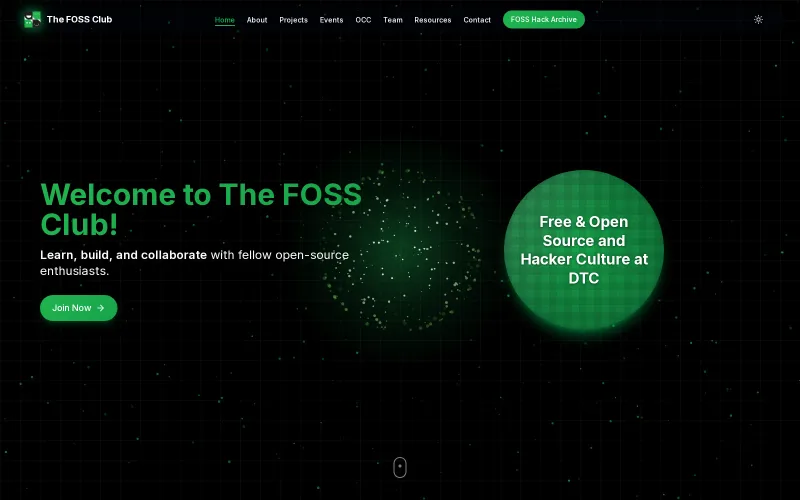 The FOSS Club
Home About Projects Events OCC Team Resources Contact FOSS Hack Archive
Welcome to The FOSS
Club!
Learn, build, and collaborate with fellow open-source
enthusiasts.
Join Now →
Free & Open
Source and
Hacker Culture at
DTC